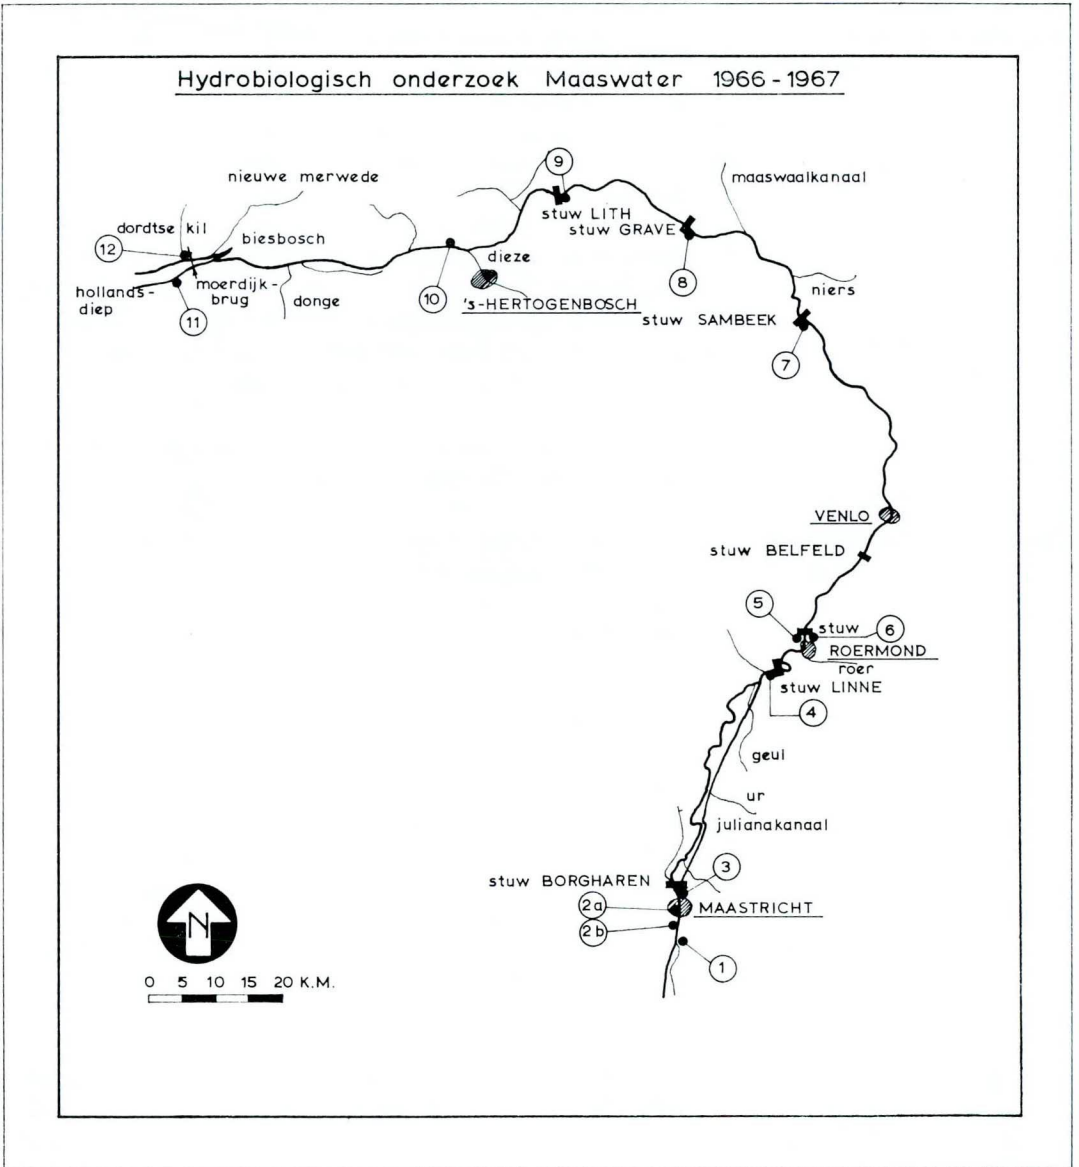 Hydrobiologisch onderzoek Maaswater 1966-1967
9
nieuwe merwede
maaswaalkanaal
stuw LITH
dordtse kil
stuw GRAVE
12
biesbosch
dieze
8
moerdijk-
brug
niers
hollands-
diep
donge
10
's-HERTOGENBOSCH
11
stuw SAMBEEK
7
VENLO
stuw BELFELD
5
stuw
6
ROERMOND
roer
stuw LINNE
4
geul
ur
julianakanaal
3
stuw BORGHAREN
2a
MAASTRICHT
2b
1
N
0 5 10 15 20 K.M.